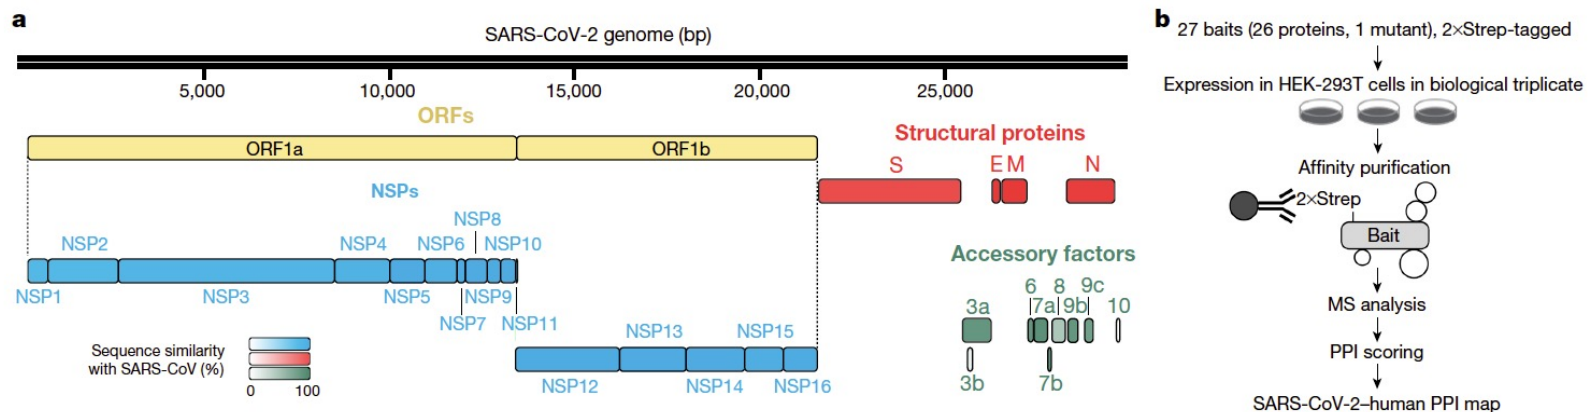 a
SARS-CoV-2 genome (bp)
5,000 10,000 15,000 20,000 25,000
ORFs
ORF1a ORF1b
Structural proteins
S E M N
NSPs
NSP8
NSP2 NSP4 NSP6 NSP10
NSP1 NSP3 NSP5 NSP9
NSP7 NSP11
NSP13 NSP15
NSP12 NSP14 NSP16
Sequence similarity
with SARS-CoV (%)
0 100
Accessory factors
6 8 9c
3a 7a 9b 10
3b 7b
b
27 baits (26 proteins, 1 mutant), 2×Strep-tagged
Expression in HEK-293T cells in biological triplicate
Affinity purification
2×Strep
Bait
MS analysis
PPI scoring
SARS-CoV-2–human PPI map